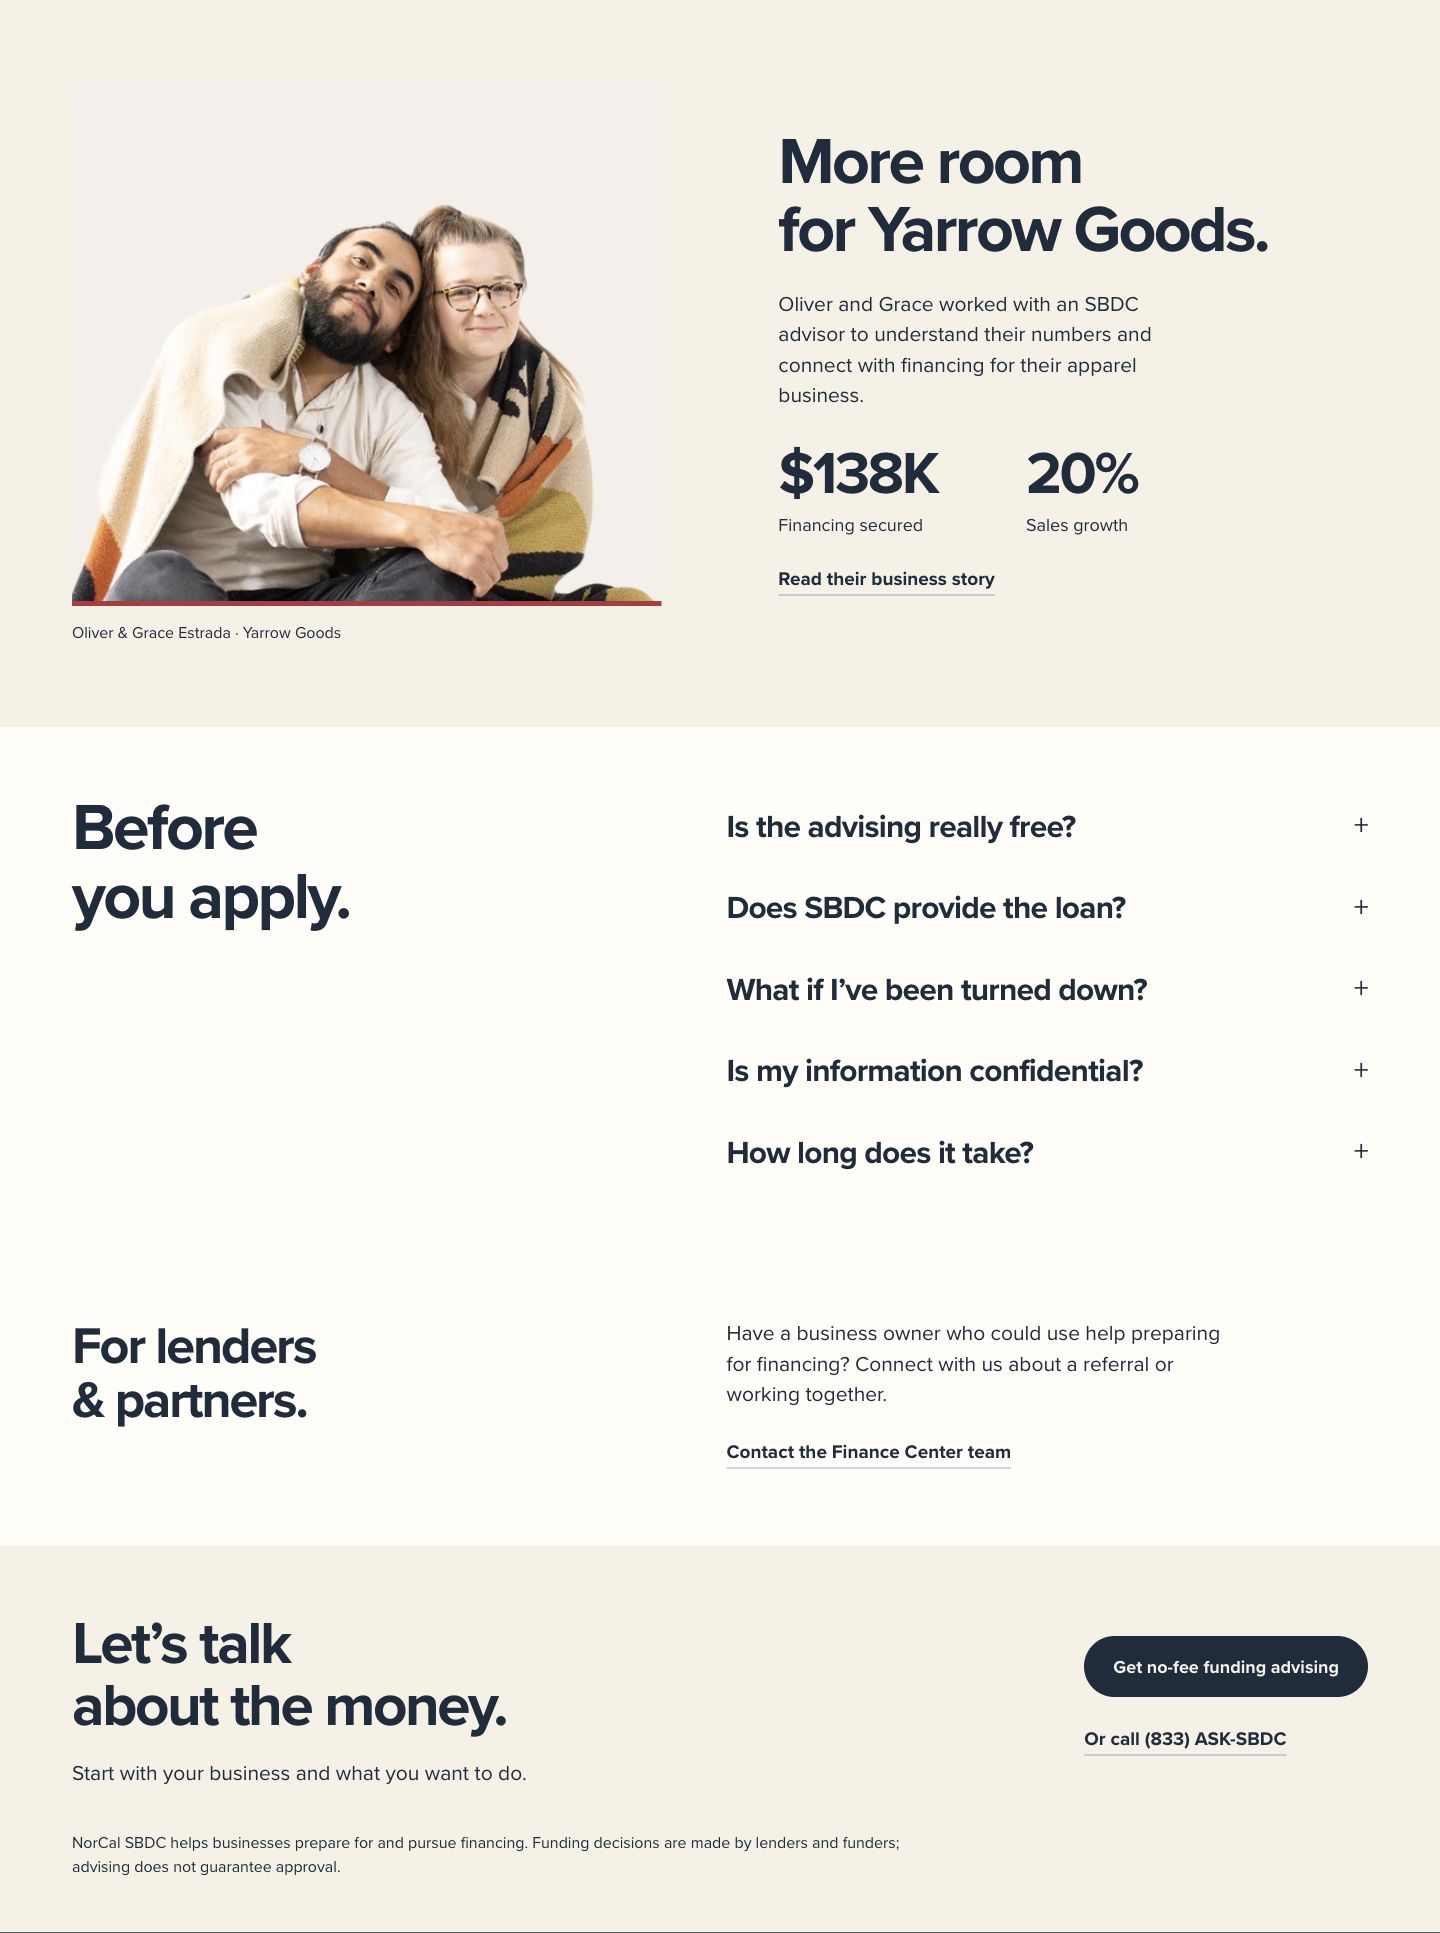 More room
for Yarrow Goods.
Oliver and Grace worked with an SBDC
advisor to understand their numbers and
connect with financing for their apparel
business.
$138K
20%
Financing secured
Sales growth
Read their business story
Oliver & Grace Estrada · Yarrow Goods
Before
you apply.
Is the advising really free?
+
Does SBDC provide the loan?
+
What if I’ve been turned down?
+
Is my information confidential?
+
How long does it take?
+
For lenders
& partners.
Have a business owner who could use help preparing
for financing? Connect with us about a referral or
working together.
Contact the Finance Center team
Let’s talk
about the money.
Start with your business and what you want to do.
Get no-fee funding advising
Or call (833) ASK-SBDC
NorCal SBDC helps businesses prepare for and pursue financing. Funding decisions are made by lenders and funders;
advising does not guarantee approval.